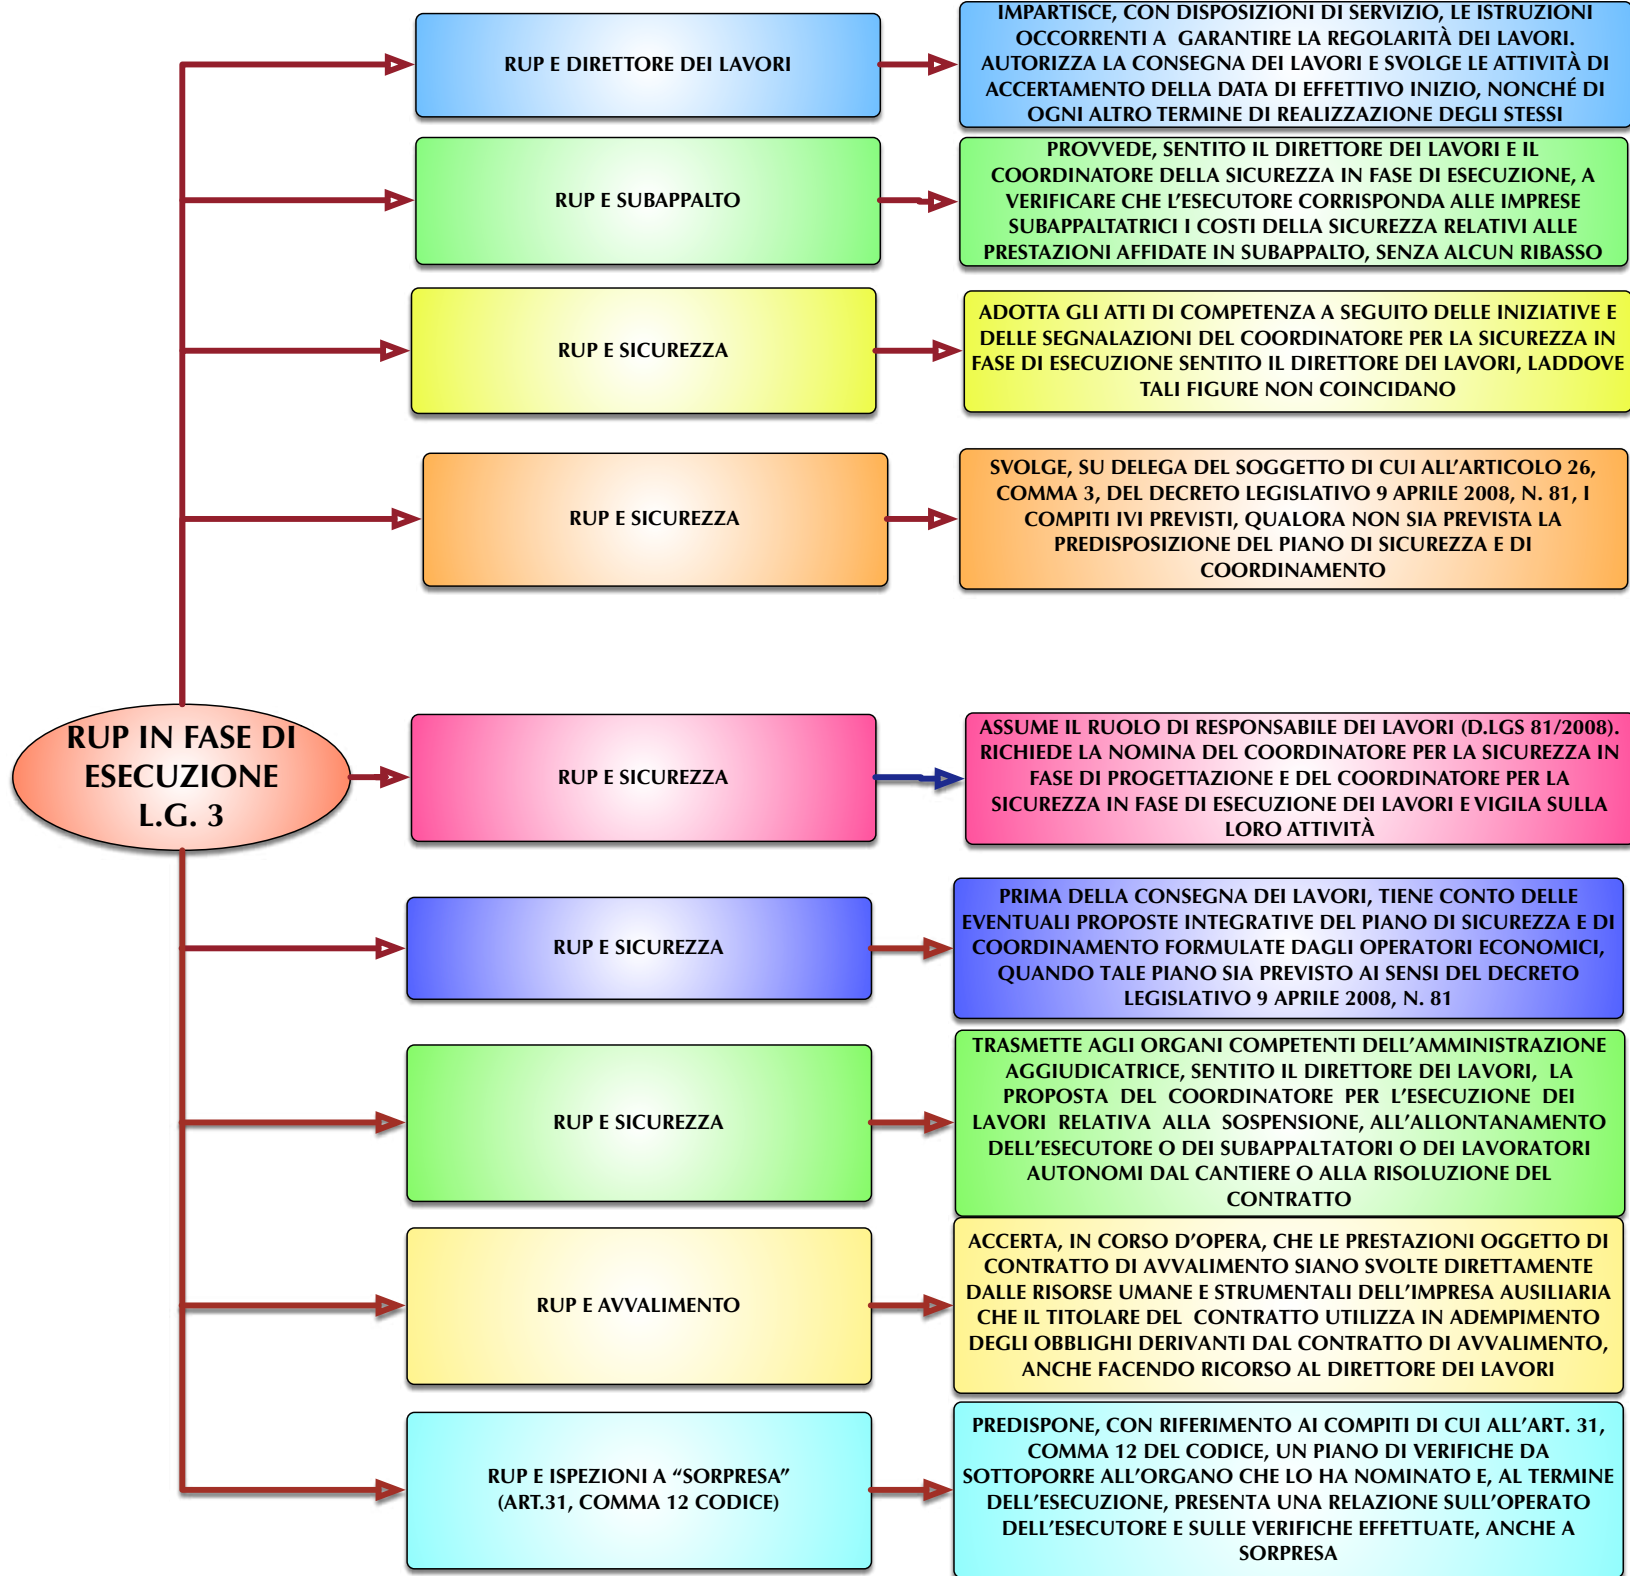 RUP E DIRETTORE DEI LAVORI
IMPARTISCE, CON DISPOSIZIONI DI SERVIZIO, LE ISTRUZIONI
OCCORRENTI A GARANTIRE LA REGOLARITÀ DEI LAVORI.
AUTORIZZA LA CONSEGNA DEI LAVORI E SVOLGE LE ATTIVITÀ DI
ACCERTAMENTO DELLA DATA DI EFFETTIVO INIZIO, NONCHÉ DI
OGNI ALTRO TERMINE DI REALIZZAZIONE DEGLI STESSI
RUP E SUBAPPALTO
PROVVEDE, SENTITO IL DIRETTORE DEI LAVORI E IL
COORDINATORE DELLA SICUREZZA IN FASE DI ESECUZIONE, A
VERIFICARE CHE L'ESECUTORE CORRISPONDA ALLE IMPRESE
SUBAPPALTATRICI I COSTI DELLA SICUREZZA RELATIVI ALLE
PRESTAZIONI AFFIDATE IN SUBAPPALTO, SENZA ALCUN RIBASSO
RUP E SICUREZZA
ADOTTA GLI ATTI DI COMPETENZA A SEGUITO DELLE INIZIATIVE E
DELLE SEGNALAZIONI DEL COORDINATORE PER LA SICUREZZA IN
FASE DI ESECUZIONE SENTITO IL DIRETTORE DEI LAVORI, LADDOVE
TALI FIGURE NON COINCIDANO
RUP E SICUREZZA
SVOLGE, SU DELEGA DEL SOGGETTO DI CUI ALL'ARTICOLO 26,
COMMA 3, DEL DECRETO LEGISLATIVO 9 APRILE 2008, N. 81, I
COMPITI IVI PREVISTI, QUALORA NON SIA PREVISTA LA
PREDISPOSIZIONE DEL PIANO DI SICUREZZA E DI
COORDINAMENTO
RUP IN FASE DI
ESECUZIONE
L.G. 3
RUP E SICUREZZA
ASSUME IL RUOLO DI RESPONSABILE DEI LAVORI (D.LGS 81/2008).
RICHIEDE LA NOMINA DEL COORDINATORE PER LA SICUREZZA IN
FASE DI PROGETTAZIONE E DEL COORDINATORE PER LA
SICUREZZA IN FASE DI ESECUZIONE DEI LAVORI E VIGILA SULLA
LORO ATTIVITÀ
RUP E SICUREZZA
PRIMA DELLA CONSEGNA DEI LAVORI, TIENE CONTO DELLE
EVENTUALI PROPOSTE INTEGRATIVE DEL PIANO DI SICUREZZA E DI
COORDINAMENTO FORMULATE DAGLI OPERATORI ECONOMICI,
QUANDO TALE PIANO SIA PREVISTO AI SENSI DEL DECRETO
LEGISLATIVO 9 APRILE 2008, N. 81
RUP E SICUREZZA
TRASMETTE AGLI ORGANI COMPETENTI DELL'AMMINISTRAZIONE
AGGIUDICATRICE, SENTITO IL DIRETTORE DEI LAVORI, LA
PROPOSTA DEL COORDINATORE PER L'ESECUZIONE DEI
LAVORI RELATIVA ALLA SOSPENSIONE, ALL'ALLONTANAMENTO
DELL'ESECUTORE O DEI SUBAPPALTATORI O DEI LAVORATORI
AUTONOMI DAL CANTIERE O ALLA RISOLUZIONE DEL
CONTRATTO
RUP E AVVALIMENTO
ACCERTA, IN CORSO D'OPERA, CHE LE PRESTAZIONI OGGETTO DI
CONTRATTO DI AVVALIMENTO SIANO SVOLTE DIRETTAMENTE
DALLE RISORSE UMANE E STRUMENTALI DELL'IMPRESA AUSILIARIA
CHE IL TITOLARE DEL CONTRATTO UTILIZZA IN ADEMPIMENTO
DEGLI OBBLIGHI DERIVANTI DAL CONTRATTO DI AVVALIMENTO,
ANCHE FACENDO RICORSO AL DIRETTORE DEI LAVORI
RUP E ISPEZIONI A “SORPRESA”
(ART.31, COMMA 12 CODICE)
PREDISPONE, CON RIFERIMENTO AI COMPITI DI CUI ALL'ART. 31,
COMMA 12 DEL CODICE, UN PIANO DI VERIFICHE DA
SOTTOPORRE ALL'ORGANO CHE LO HA NOMINATO E, AL TERMINE
DELL'ESECUZIONE, PRESENTA UNA RELAZIONE SULL'OPERATO
DELL'ESECUTORE E SULLE VERIFICHE EFFETTUATE, ANCHE A
SORPRESA